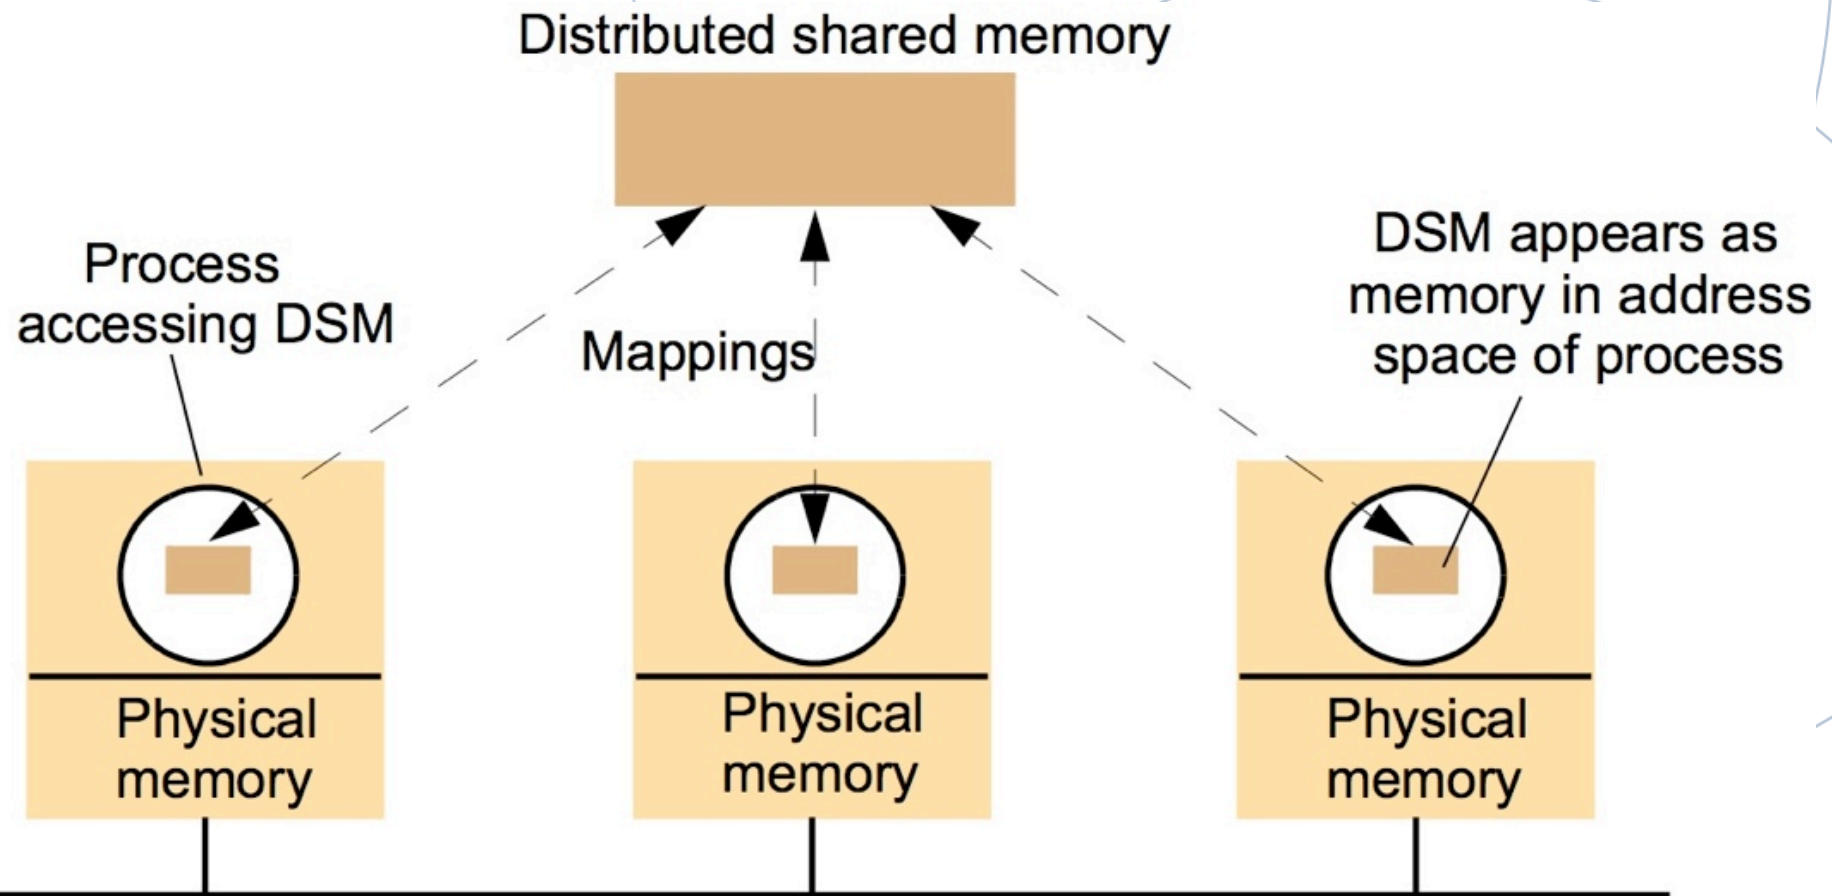 Distributed shared memory
Process
accessing DSM
Mappings
DSM appears as
memory in address
space of process
Physical
memory
Physical
memory
Physical
memory